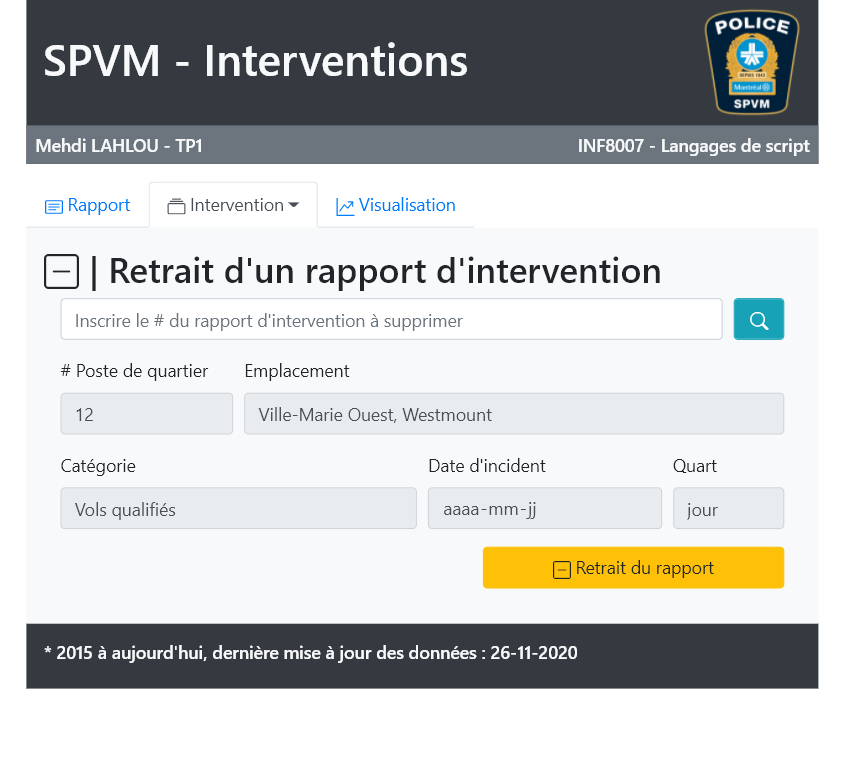 SPVM - Interventions
POLICE
DEPUIS 1843
Montréal
SPVM
Mehdi LAHLOU - TP1
INF8007 - Langages de script
Rapport
Intervention
Visualisation
| Retrait d'un rapport d'intervention
Inscrire le # du rapport d'intervention à supprimer
# Poste de quartier
Emplacement
12
Ville-Marie Ouest, Westmount
Catégorie
Date d'incident
Quart
Vols qualifiés
aaaa-mm-jj
jour
Retrait du rapport
* 2015 à aujourd'hui, dernière mise à jour des données : 26-11-2020